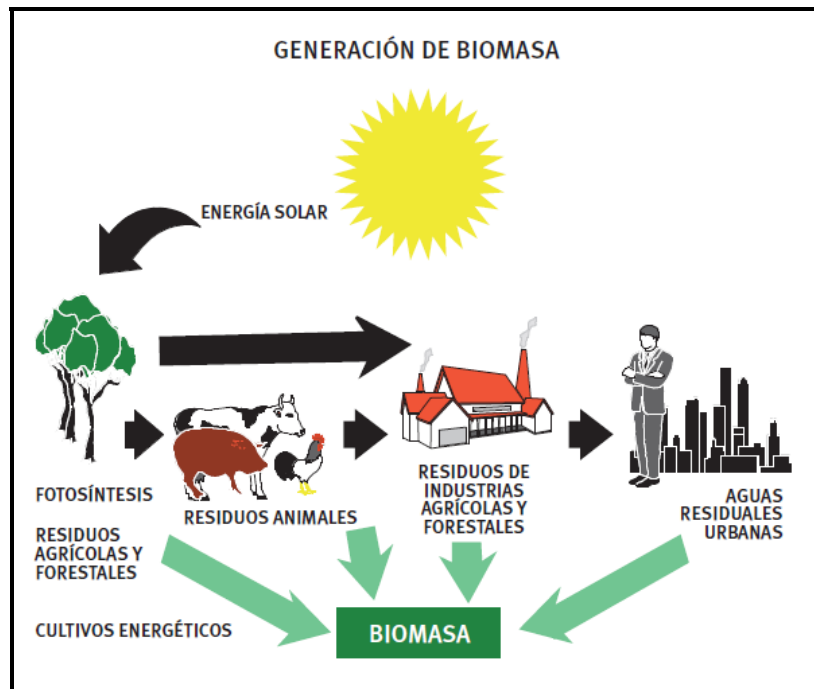 GENERACIÓN DE BIOMASA
ENERGÍA SOLAR
FOTOSÍNTESIS
RESIDUOS
AGRÍCOLAS Y
FORESTALES
CULTIVOS ENERGÉTICOS
RESIDUOS ANIMALES
RESIDUOS DE
INDUSTRIAS
AGRÍCOLAS Y
FORESTALES
AGUAS
RESIDUALES
URBANAS
BIOMASA